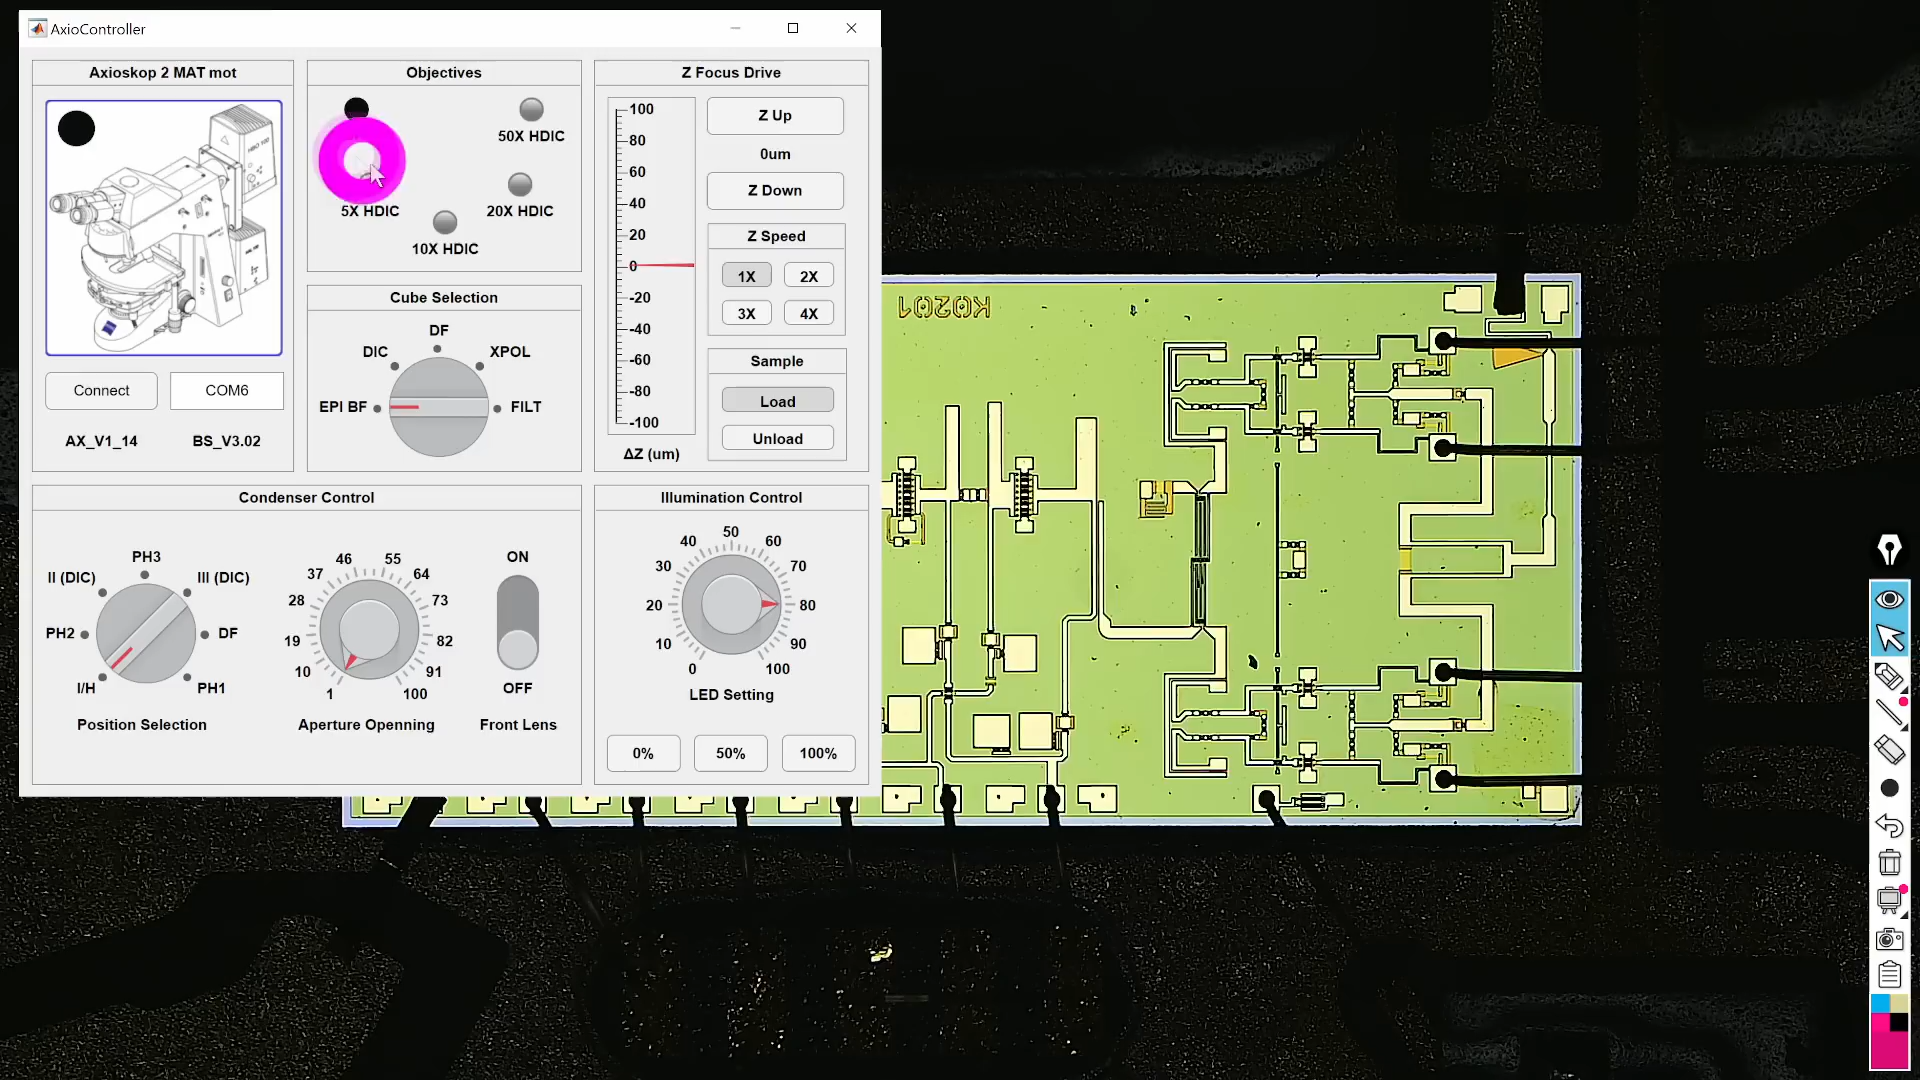 AxioController
Axioskop 2 MAT mot
Connect
COM6
AX_V1_14
BS_V3.02
Objectives
50X HDIC
5X HDIC
20X HDIC
10X HDIC
Cube Selection
DF
DIC
XPOL
EPI BF
FILT
Z Focus Drive
100
80
60
40
20
0
-20
-40
-60
-80
-100
ΔZ (um)
Z Up
0um
Z Down
Z Speed
1X
2X
3X
4X
Sample
Load
Unload
Condenser Control
PH3
II (DIC)
III (DIC)
PH2
DF
I/H
PH1
Position Selection
46
55
37
64
28
73
19
82
10
91
1
100
Aperture Openning
ON
OFF
Front Lens
Illumination Control
50
40
60
30
70
20
80
10
90
0
100
LED Setting
0%
50%
100%
K0201